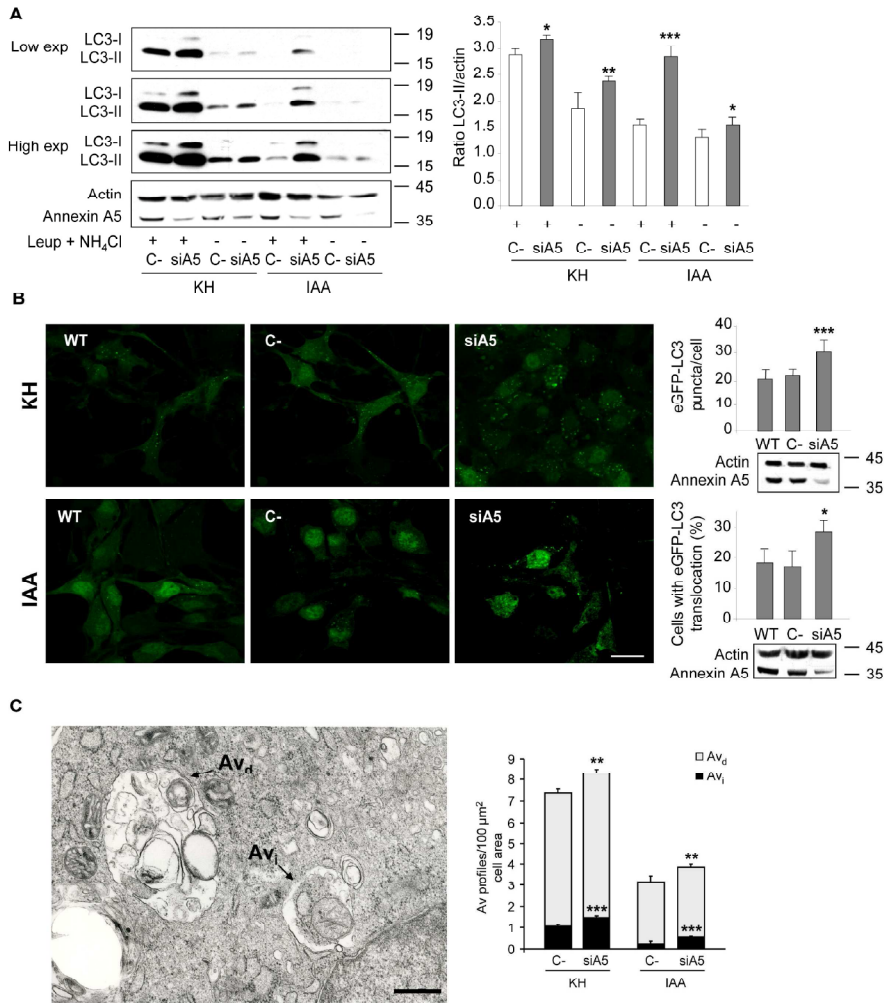 A
Low exp
LC3-I
LC3-II
19
15
LC3-I
LC3-II
19
15
High exp
LC3-I
LC3-II
19
15
Actin
Annexin A5
45
35
Leup + NH4Cl + + - - + + - -
C- siA5 C- siA5 C- siA5 C- siA5
KH IAA
Ratio LC3-II/actin
3.5
3.0
2.5
2.0
1.5
1.0
0.5
0.0
* ** *** *
+ + - - + + - -
C- siA5 C- siA5 C- siA5 C- siA5
KH IAA
B
KH
WT C- siA5
IAA
WT C- siA5
eGFP-LC3
puncta/cell
40
30
20
10
0
***
WT C- siA5
Actin
Annexin A5
45
35
Cells with eGFP-LC3
translocation (%)
30
20
10
0
*
WT C- siA5
Actin
Annexin A5
45
35
C
Avd
Avi
Av profiles/100 µm2
cell area
9
8
7
6
5
4
3
2
1
0
** *** ** ***
Avd
Avi
C- siA5 C- siA5
KH IAA